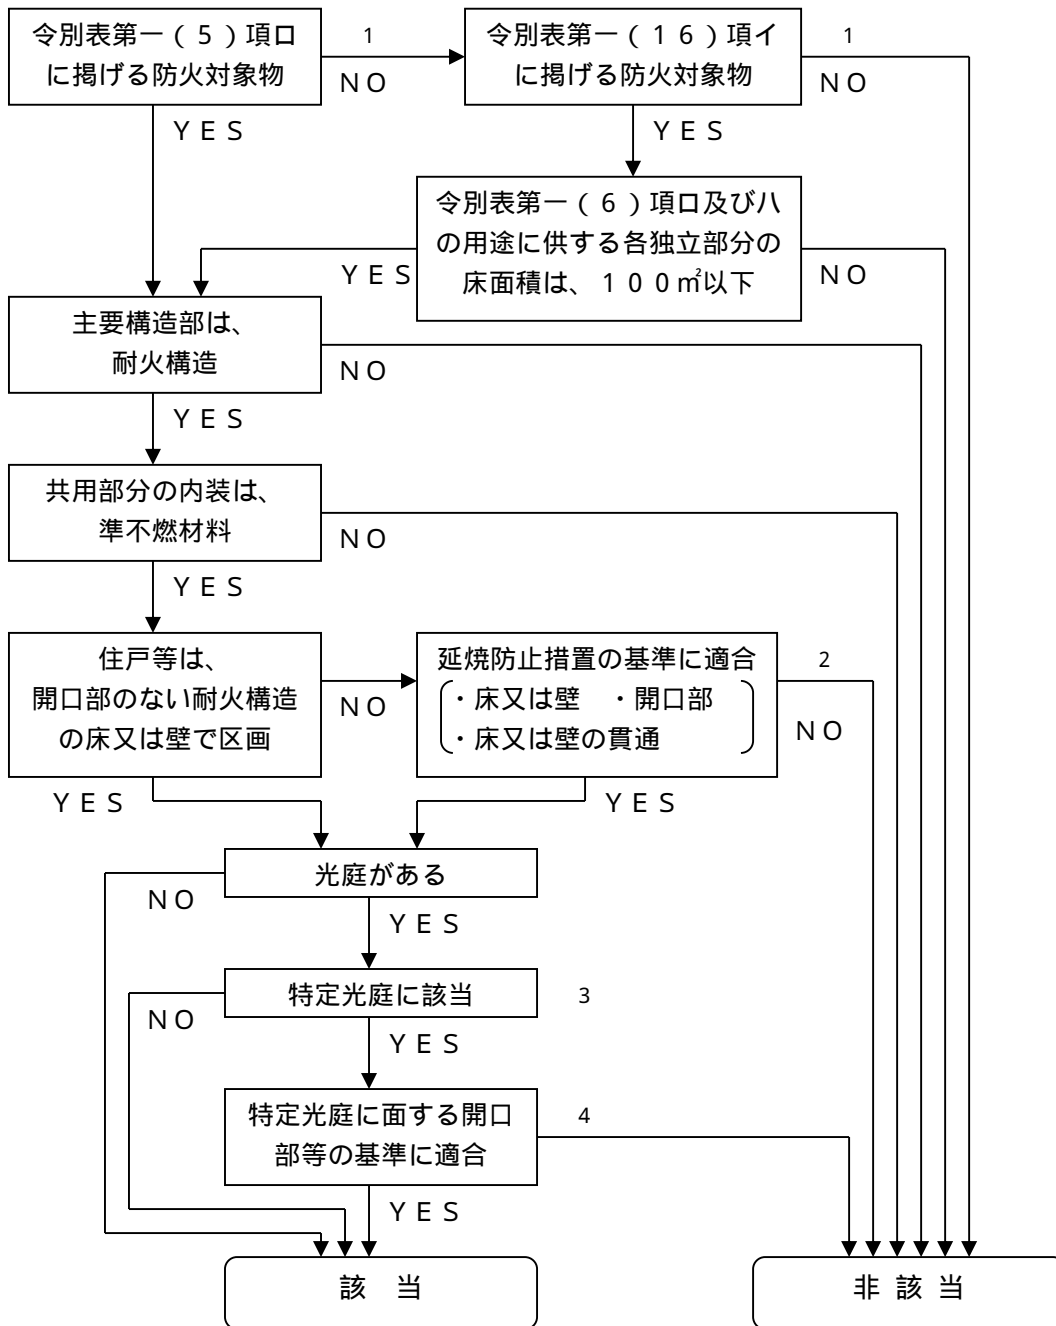 令別表第一(5)項ロ
に掲げる防火対象物
1
NO
令別表第一(16)項イ
に掲げる防火対象物
1
NO
YES
YES
令別表第一(6)項ロ及びハ
の用途に供する各独立部分の
床面積は、100㎡以下
YES
NO
主要構造部は、
耐火構造
NO
YES
共用部分の内装は、
準不燃材料
NO
YES
住戸等は、
開口部のない耐火構造
の床又は壁で区画
NO
延焼防止措置の基準に適合
・床又は壁 ・開口部
・床又は壁の貫通
2
NO
YES
YES
光庭がある
NO
YES
特定光庭に該当
3
NO
YES
特定光庭に面する開口
部等の基準に適合
4
YES
該 当
非 該 当